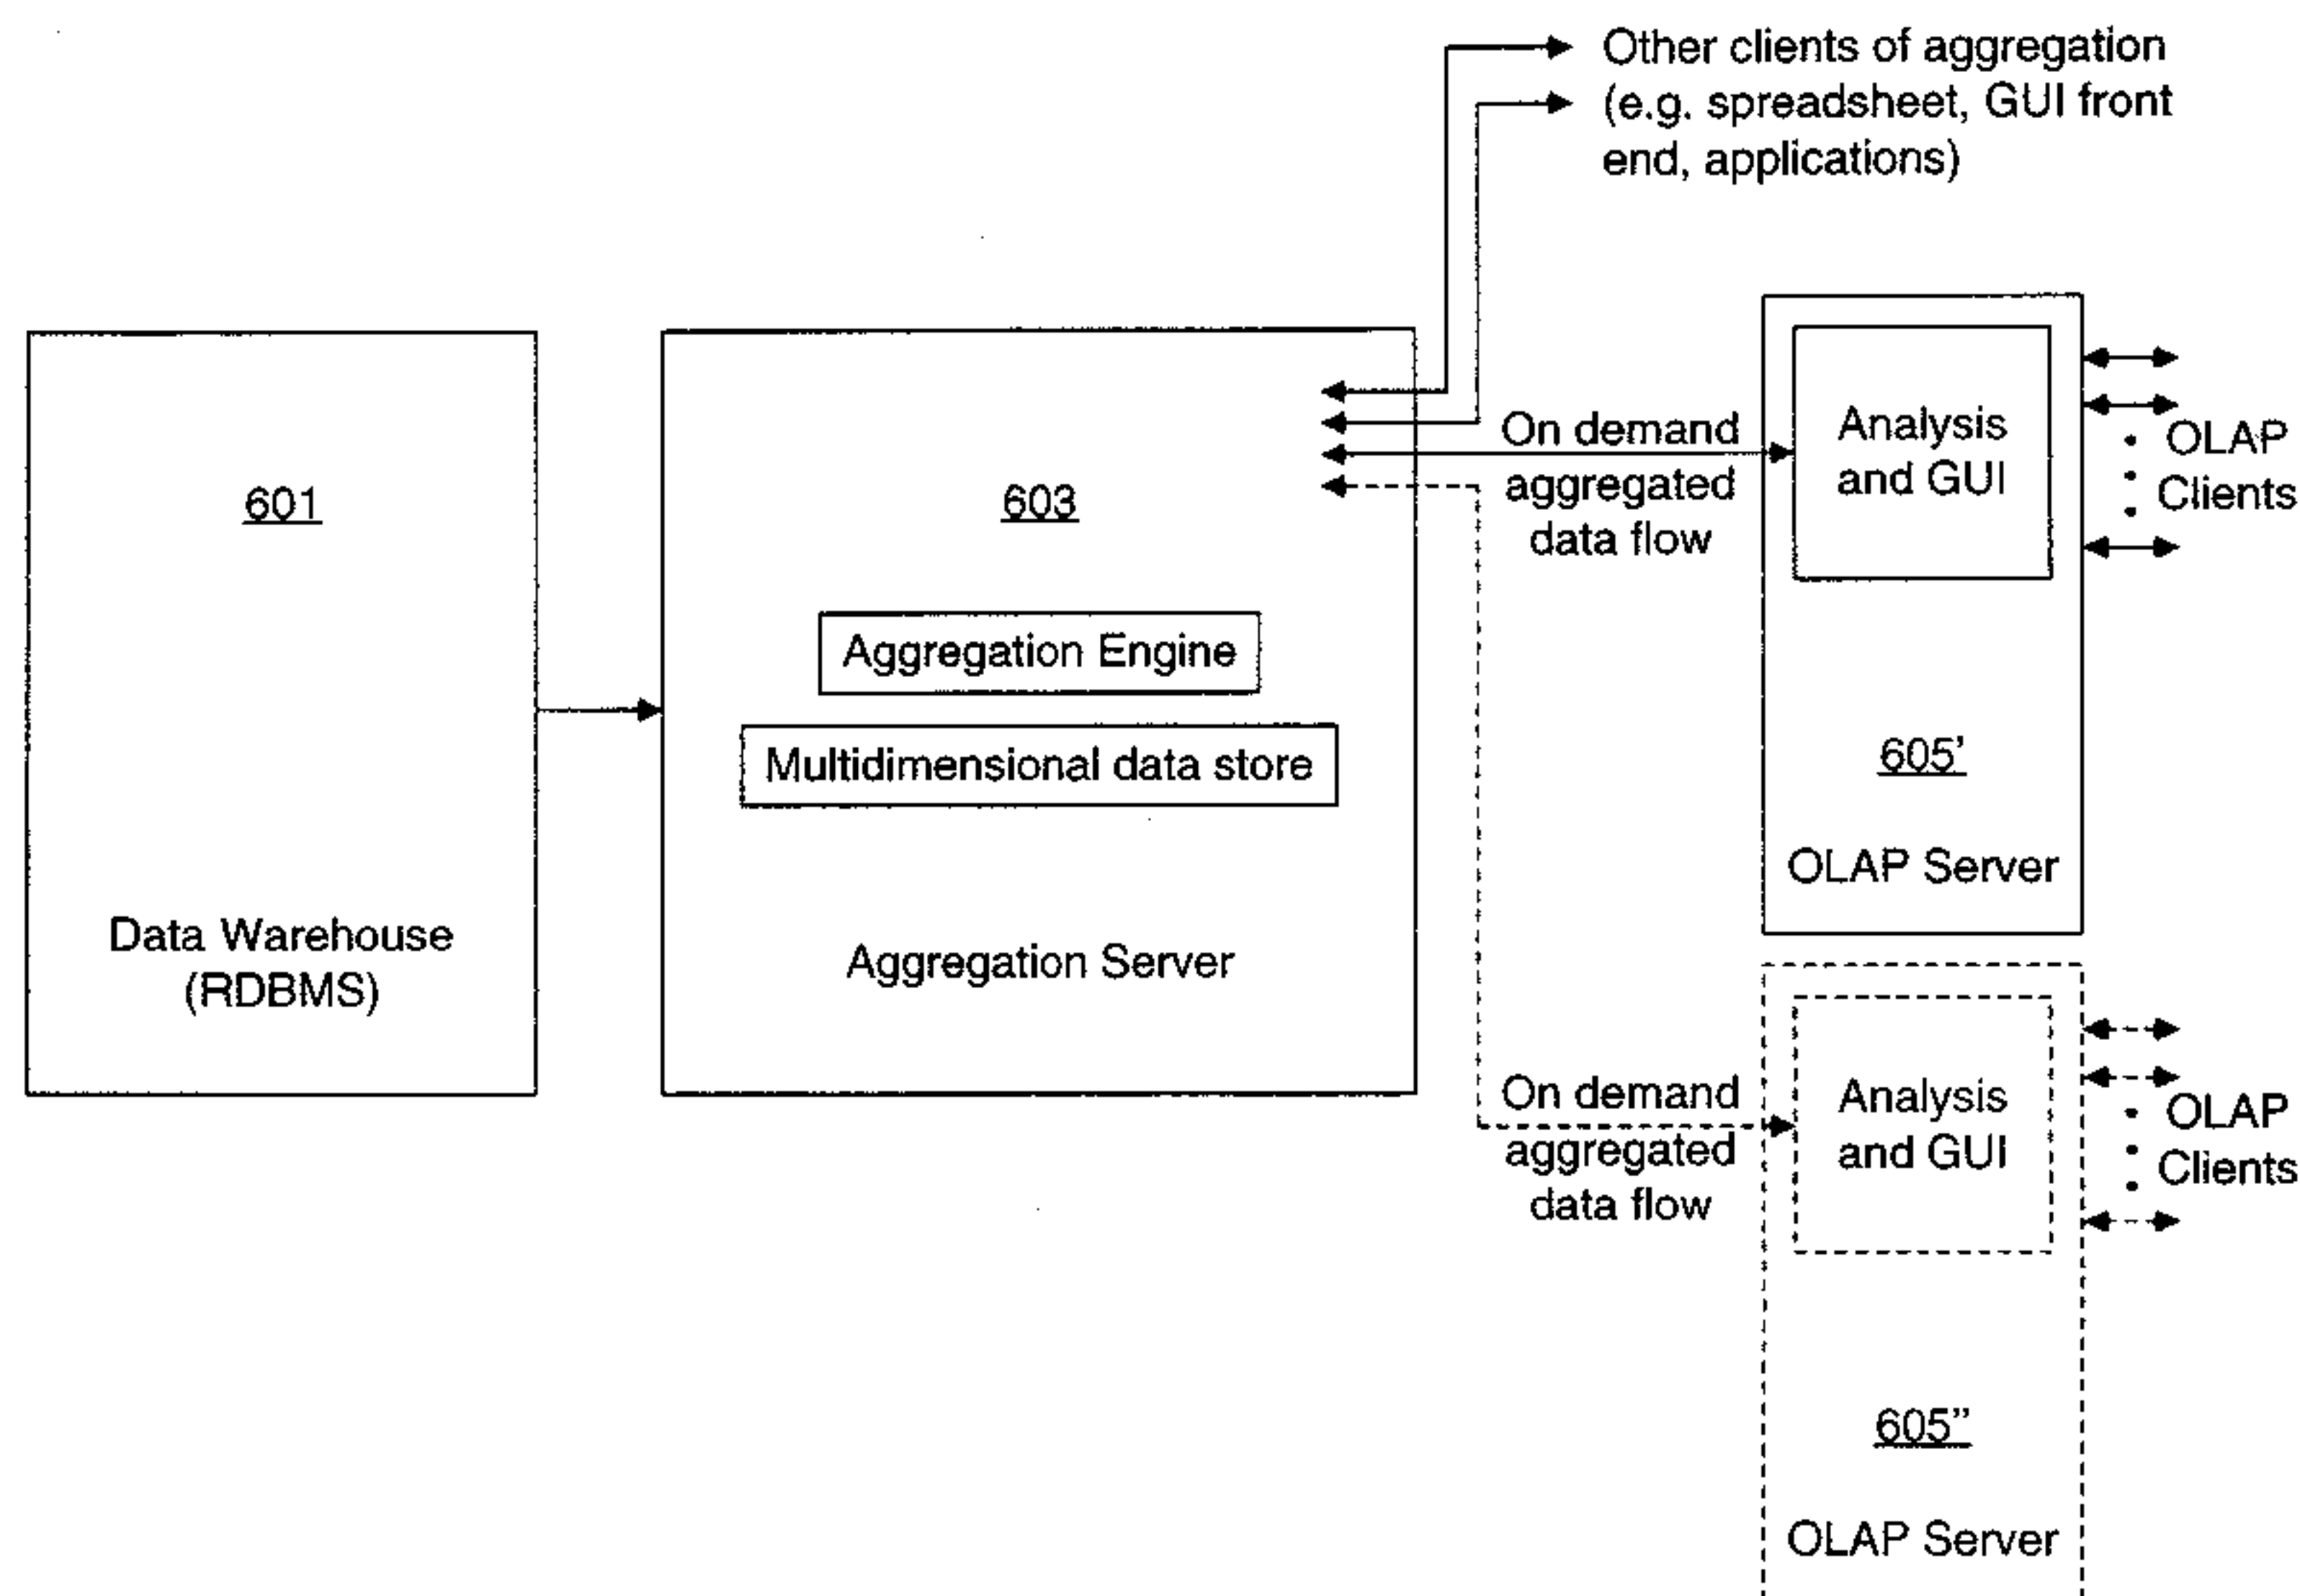 Other clients of aggregation
(e.g. spreadsheet, GUI front
end, applications)
601
Data Warehouse
(RDBMS)
603
Aggregation Engine
Multidimensional data store
Aggregation Server
On demand
aggregated
data flow
Analysis
and GUI
605'
OLAP Server
OLAP
Clients
On demand
aggregated
data flow
Analysis
and GUI
605"
OLAP Server
OLAP
Clients